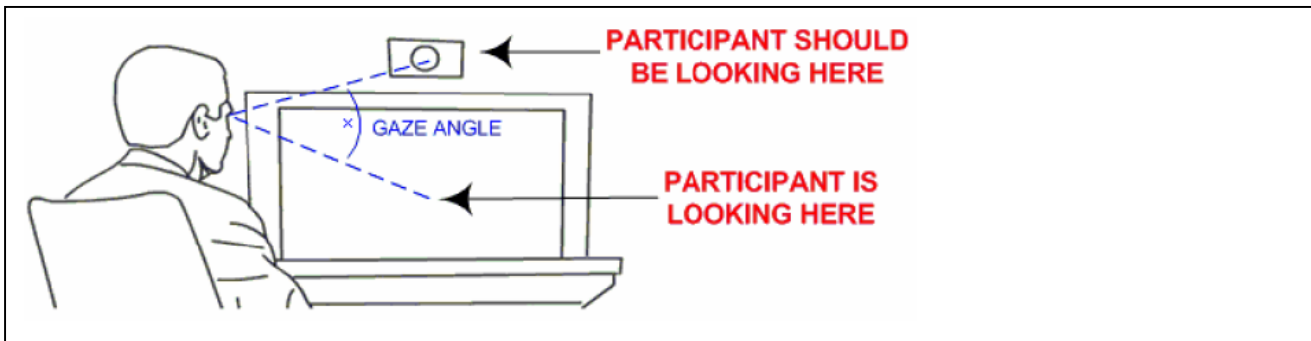 PARTICIPANT SHOULD
BE LOOKING HERE
x GAZE ANGLE
PARTICIPANT IS
LOOKING HERE